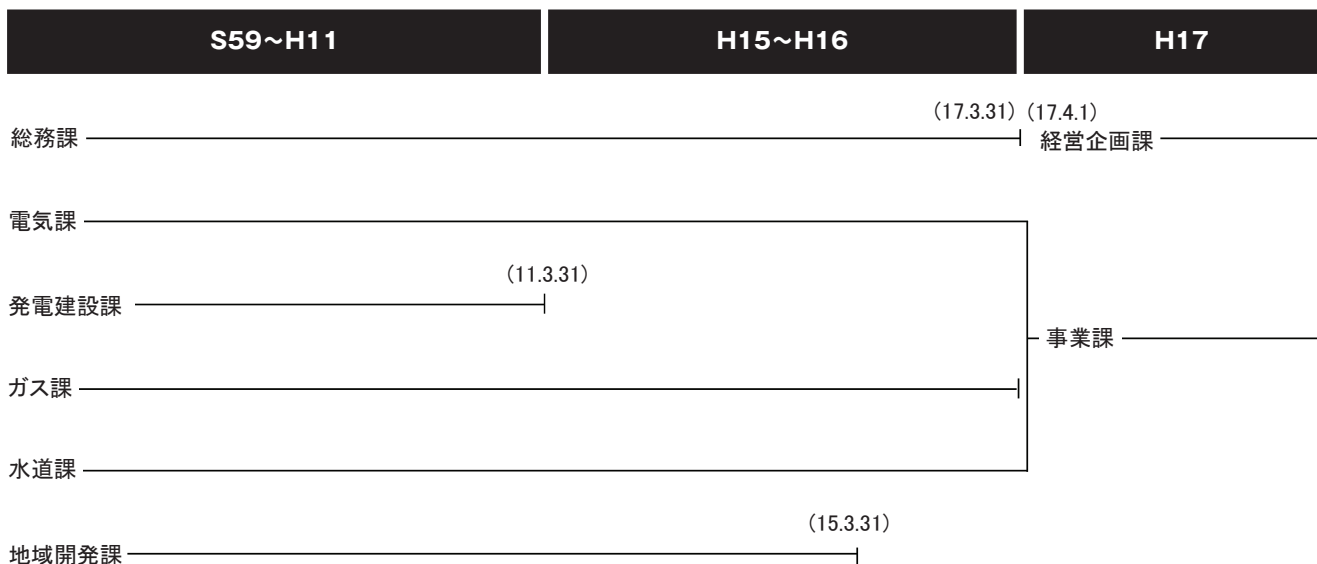 S59~H11 H15~H16 H17
(17.3.31) (17.4.1)
総務課 経営企画課
電気課
(11.3.31)
発電建設課
事業課
ガス課
水道課
(15.3.31)
地域開発課